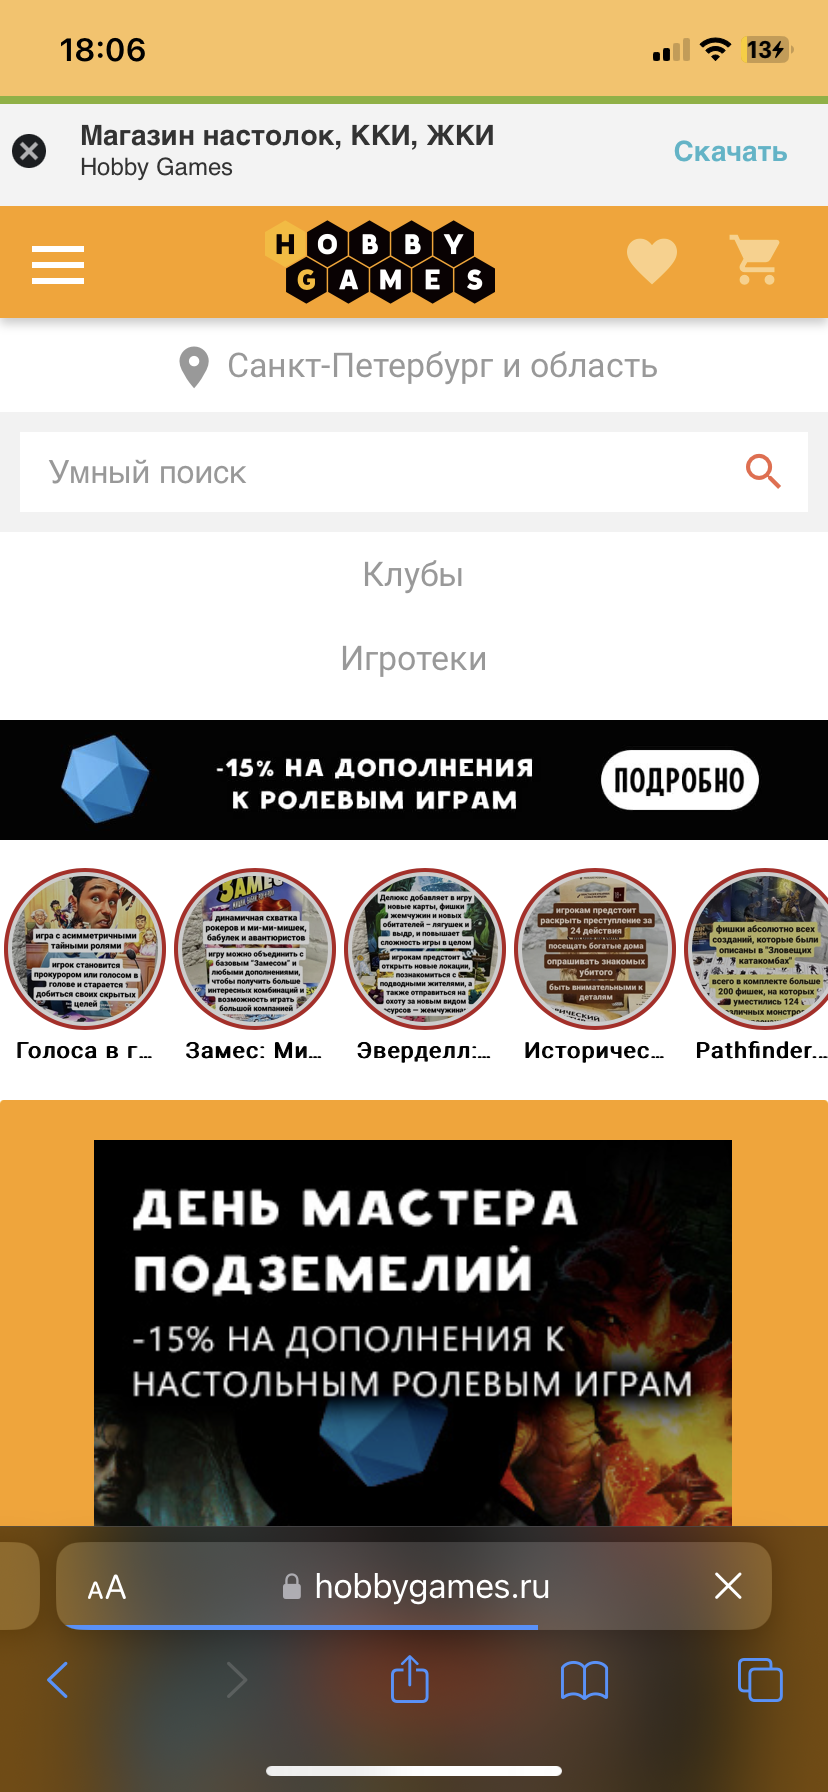 18:06
13
Магазин настолок, ККИ, ЖКИ
Hobby Games
Скачать
HOBBY
GAMES
Санкт-Петербург и область
Умный поиск
Клубы
Игротеки
-15% НА ДОПОЛНЕНИЯ
К РОЛЕВЫМ ИГРАМ
ПОДРОБНО
игра с асимметричными
тайными ролями
игрок становится
прокурором или голосом в
голове и старается
добиться своих скрытых
целей
Голоса в г...
ЗАМЕС
динамичная схватка
рокеров и ми-ми-мишек,
бабулек и авантюристов
игру можно объединить с
базовым "Замесом" и
любыми дополнениями,
чтобы получить больше
интересных комбинаций и
возможность играть
большой компанией
Замес: Ми...
Делюкс добавляет в игру
новые карты, фишки
жемчужин и новых
обитателей – лягушек и
выдр, и повышает
сложность игры в целом
игрокам предстоит
открыть новые локации,
познакомиться с
подводными жителями, а
также отправиться на
охоту за новым видом
сурсов – жемчужина
Эверделл:...
игрокам предстоит
раскрыть преступление за
24 действия
посещать богатые дома
опрашивать знакомых
убитого
быть внимательными к
деталям
Историчес...
фишки абсолютно всех
созданий, которые были
описаны в "Зловещих
катакомбах"
всего в комплекте больше
200 фишек, на которых
уместились 124
Pathfinder...
ДЕНЬ МАСТЕРА
ПОДЗЕМЕЛИЙ
-15% НА ДОПОЛНЕНИЯ К
НАСТОЛЬНЫМ РОЛЕВЫМ ИГРАМ
AA
hobbygames.ru